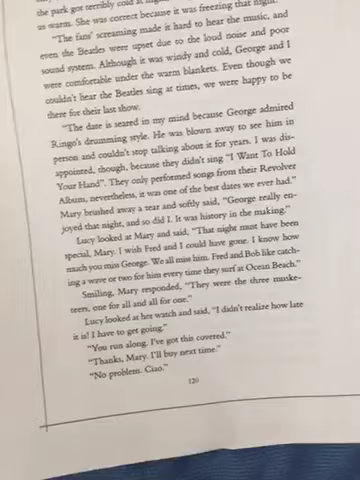 the park got terribly cold at night.
us warm. She was correct because it was freezing that night.
"The fans' screaming made it hard to hear the music, and
even the Beatles were upset due to the loud noise and poor
sound system. Although it was windy and cold, George and I
were comfortable under the warm blankets. Even though we
couldn't hear the Beatles sing at times, we were happy to be
there for their last show.
"The date is seared in my mind because George admired
Ringo's drumming style. He was blown away to see him in
person and couldn't stop talking about it for years. I was dis-
appointed, though, because they didn't sing "I Want To Hold
Your Hand". They only performed songs from their Revolver
Album, nevertheless, it was one of the best dates we ever had."
Mary brushed away a tear and softly said, "George really en-
joyed that night, and so did I. It was history in the making."
Lucy looked at Mary and said, "That night must have been
special, Mary. I wish Fred and I could have gone. I know how
much you miss George. We all miss him. Fred and Bob like catch-
ing a wave or two for him every time they surf at Ocean Beach."
Smiling, Mary responded, "They were the three muske-
teers, one for all and all for one."
Lucy looked at her watch and said, "I didn't realize how late
it is! I have to get going."
"You run along. I've got this covered."
"Thanks, Mary. I'll buy next time."
"No problem. Ciao."
120